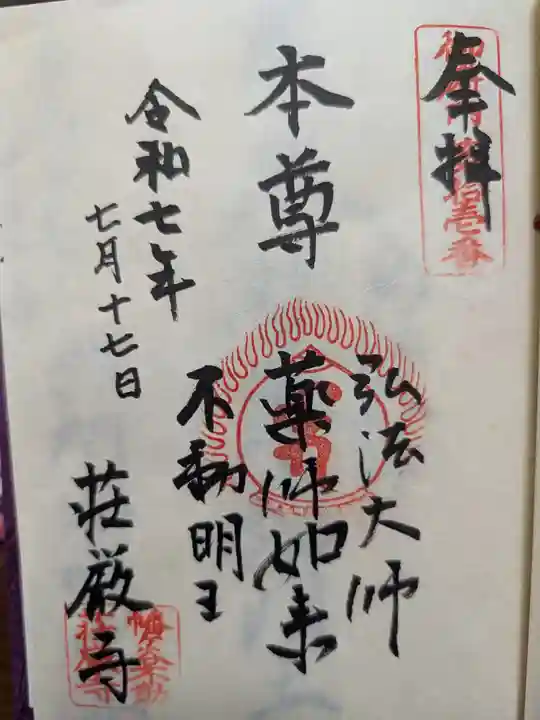 奉拝
本尊
弘法大師
薬師如来
不動明王
令和七年
七月十七日
荘厳寺